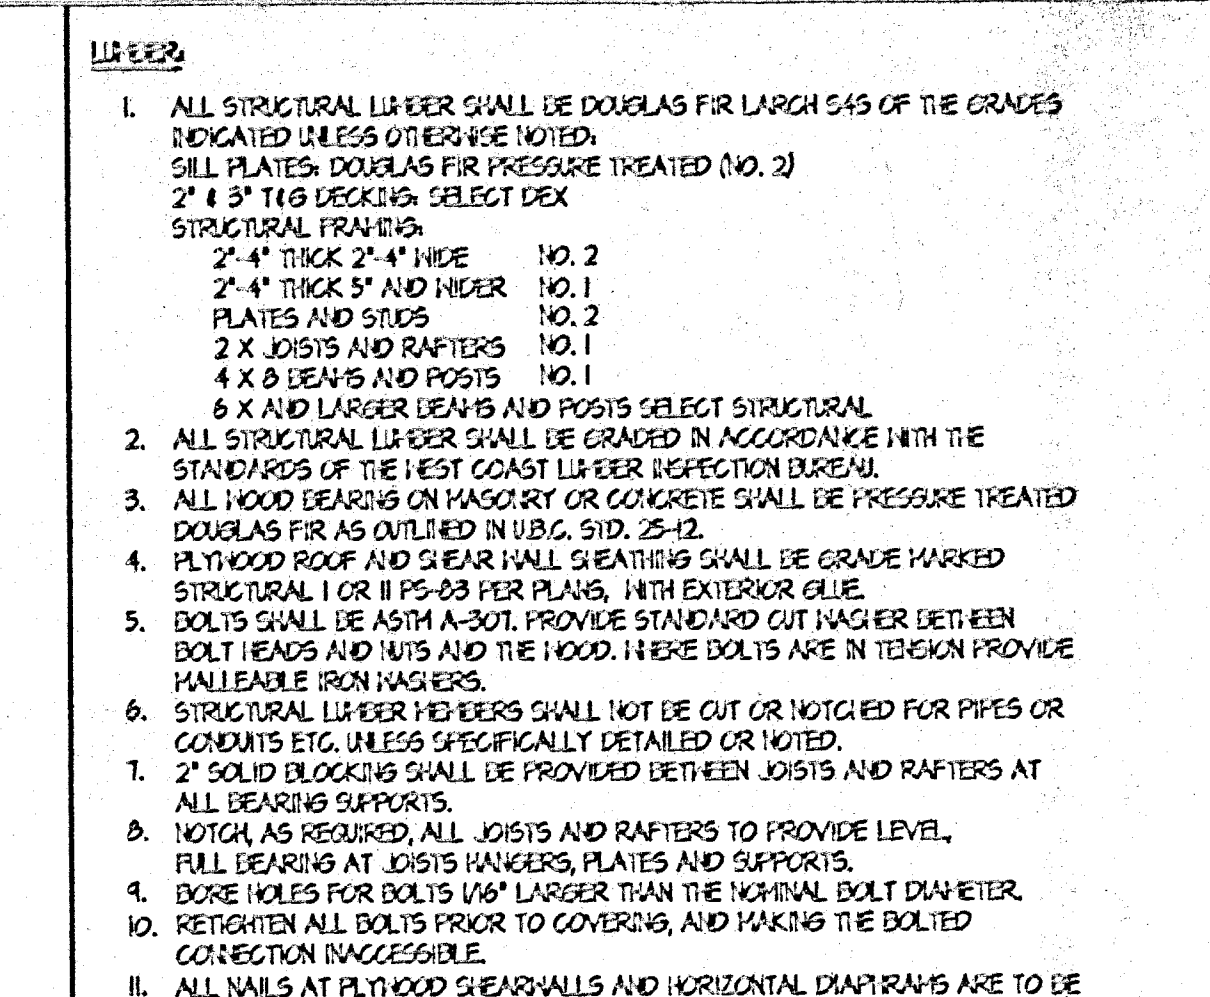 LUMBER:
1. ALL STRUCTURAL LUMBER SHALL BE DOUGLAS FIR LARCH S4S OF THE GRADES
INDICATED UNLESS OTHERWISE NOTED:
SILL PLATES: DOUGLAS FIR PRESSURE TREATED (NO. 2)
2" & 3" T&G DECKING: SELECT DEX
STRUCTURAL FRAMING:
2"-4" THICK 2"-4" WIDE NO. 2
2"-4" THICK 5" AND WIDER NO. 1
PLATES AND STUDS NO. 2
2 X JOISTS AND RAFTERS NO. 1
4 X 8 BEAMS AND POSTS NO. 1
6 X AND LARGER BEAMS AND POSTS SELECT STRUCTURAL
2. ALL STRUCTURAL LUMBER SHALL BE GRADED IN ACCORDANCE WITH THE
STANDARDS OF THE WEST COAST LUMBER INSPECTION BUREAU.
3. ALL WOOD BEARING ON MASONRY OR CONCRETE SHALL BE PRESSURE TREATED
DOUGLAS FIR AS OUTLINED IN U.B.C. STD. 25-12.
4. PLYWOOD ROOF AND SHEAR WALL SHEATHING SHALL BE GRADE MARKED
STRUCTURAL I OR II PS-83 PER PLANS, WITH EXTERIOR GLUE.
5. BOLTS SHALL BE ASTM A-307. PROVIDE STANDARD CUT WASHER BETWEEN
BOLT HEADS AND NUTS AND THE WOOD. WHERE BOLTS ARE IN TENSION PROVIDE
MALLEABLE IRON WASHERS.
6. STRUCTURAL LUMBER MEMBERS SHALL NOT BE CUT OR NOTCHED FOR PIPES OR
CONDUITS ETC. UNLESS SPECIFICALLY DETAILED OR NOTED.
7. 2" SOLID BLOCKING SHALL BE PROVIDED BETWEEN JOISTS AND RAFTERS AT
ALL BEARING SUPPORTS.
8. NOTCH, AS REQUIRED, ALL JOISTS AND RAFTERS TO PROVIDE LEVEL,
FULL BEARING AT JOISTS HANGERS, PLATES AND SUPPORTS.
9. BORE HOLES FOR BOLTS 1/16" LARGER THAN THE NOMINAL BOLT DIAMETER.
10. RETIGHTEN ALL BOLTS PRIOR TO COVERING, AND MAKING THE BOLTED
CONNECTION INACCESSIBLE.
11. ALL NAILS AT PLYWOOD SHEARWALLS AND HORIZONTAL DIAPHRAMS ARE TO BE